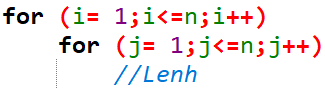 for (i= 1;i<=n;i++)
for (j= 1;j<=n;j++)
//Lenh